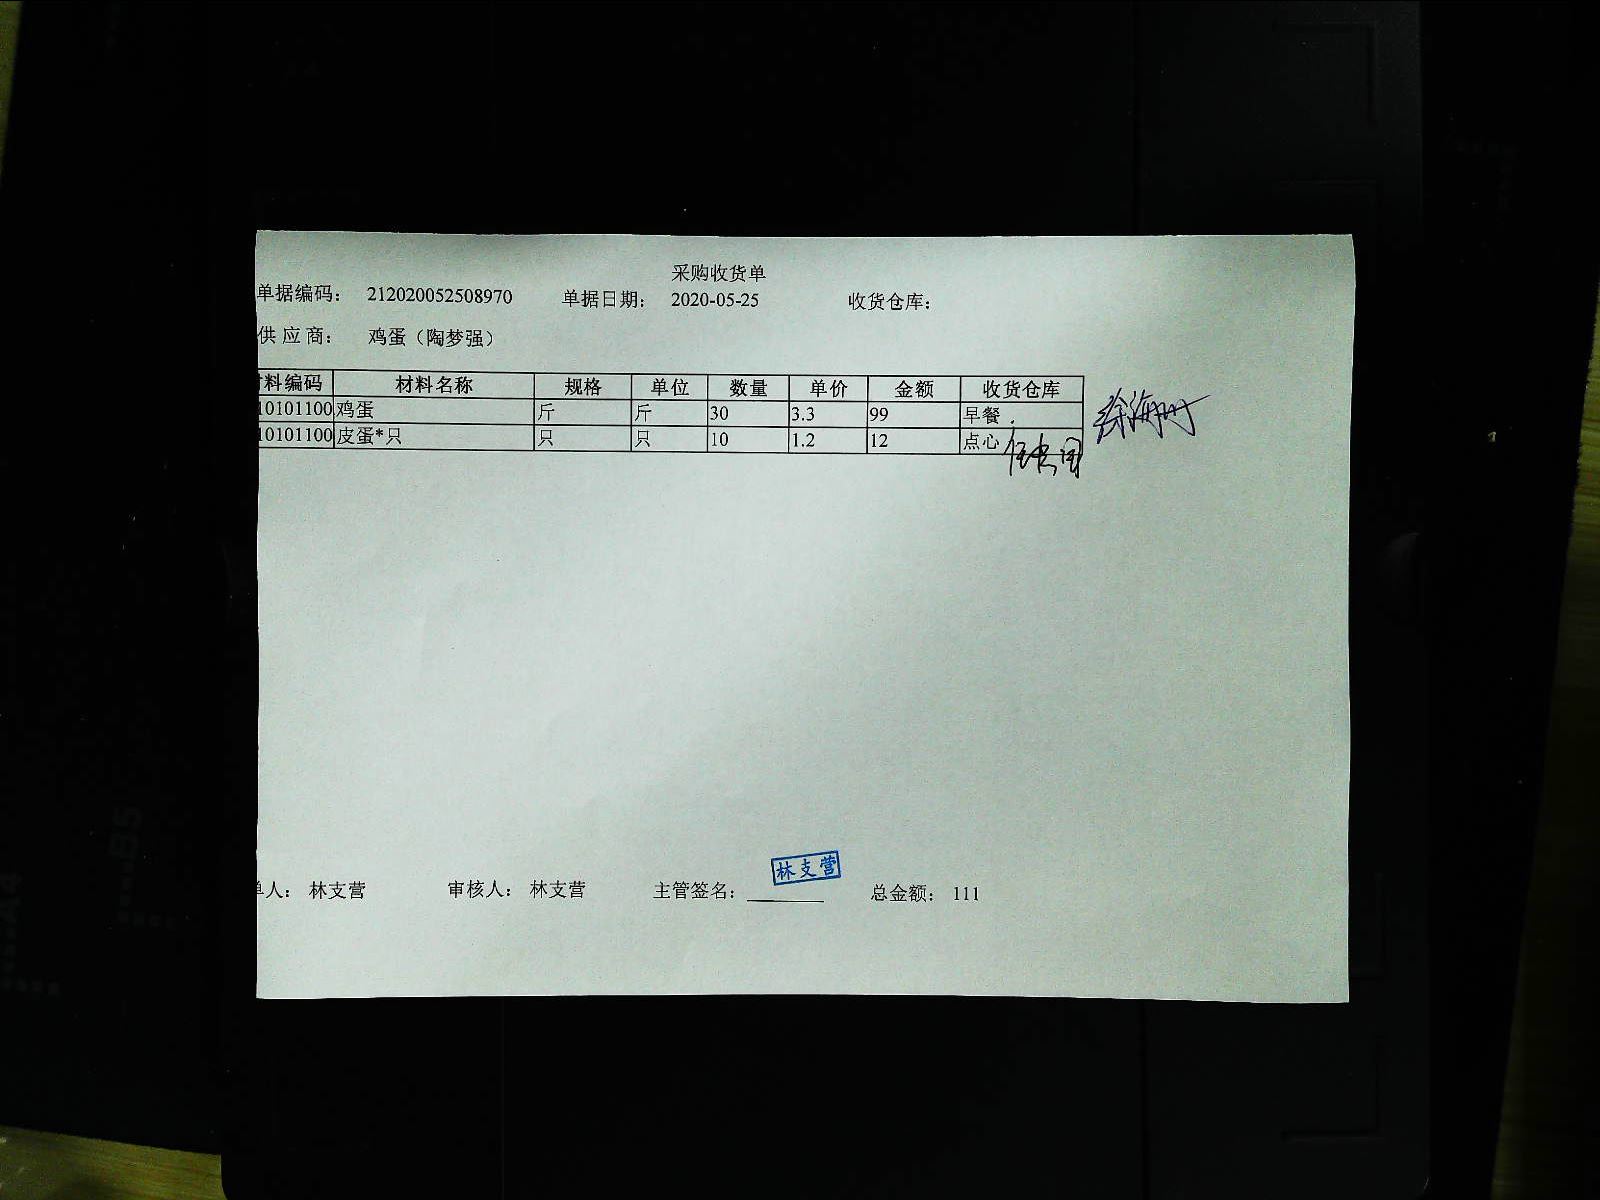 采购收货单
单据编码： 212020052508970 单据日期： 2020-05-25 收货仓库：
供应商： 鸡蛋（陶梦强）
料编码 材料名称 规格 单位 数量 单价 金额 收货仓库
10101100 鸡蛋 斤 斤 30 3.3 99 早餐
10101100 皮蛋*只 只 只 10 1.2 12 点心
林支营
人： 林支营 审核人： 林支营 主管签名： 总金额： 111